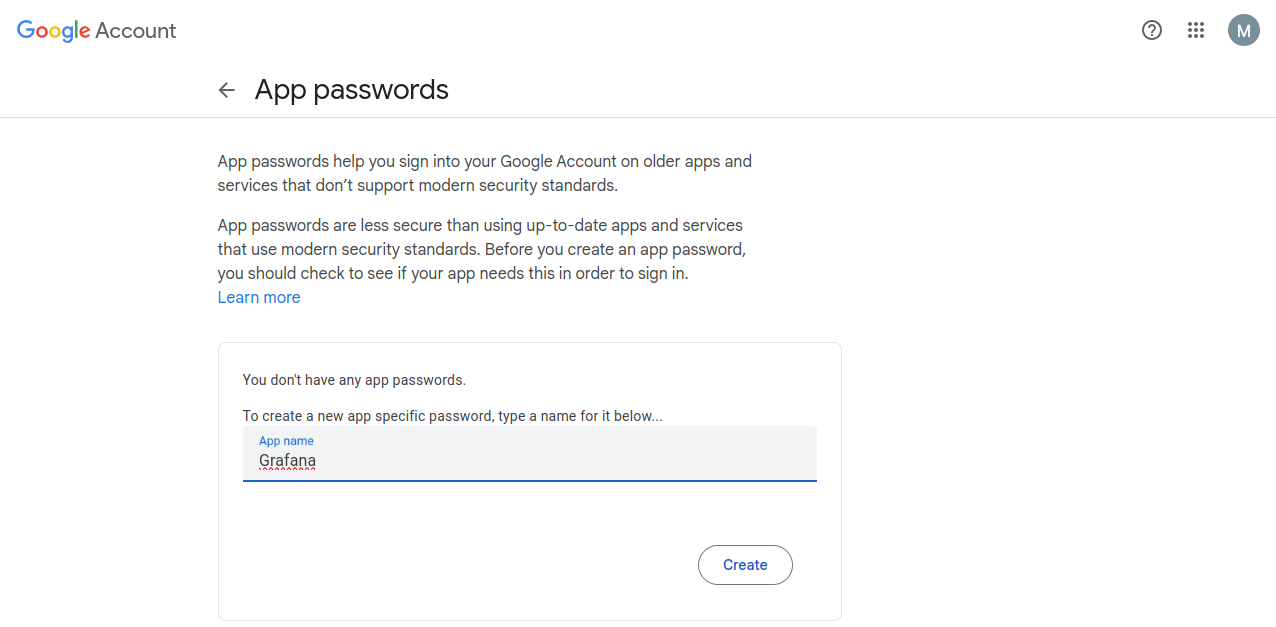 Google Account
M
App passwords
App passwords help you sign into your Google Account on older apps and
services that don’t support modern security standards.
App passwords are less secure than using up-to-date apps and services
that use modern security standards. Before you create an app password,
you should check to see if your app needs this in order to sign in.
Learn more
You don't have any app passwords.
To create a new app specific password, type a name for it below...
App name
Grafana
Create